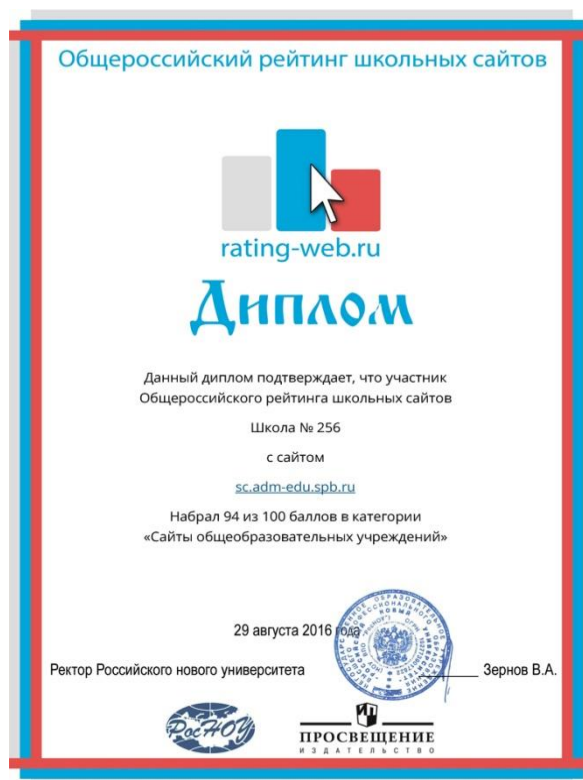 Общероссийский рейтинг школьных сайтов
rating-web.ru
Диплом
Данный диплом подтверждает, что участник
Общероссийского рейтинга школьных сайтов
Школа № 256
с сайтом
sc.adm-edu.spb.ru
Набрал 94 из 100 баллов в категории
«Сайты общеобразовательных учреждений»
29 августа 2016 года
Ректор Российского нового университета
Зернов В.А.
РосНОУ
ПРОСВЕЩЕНИЕ
ИЗДАТЕЛЬСТВО